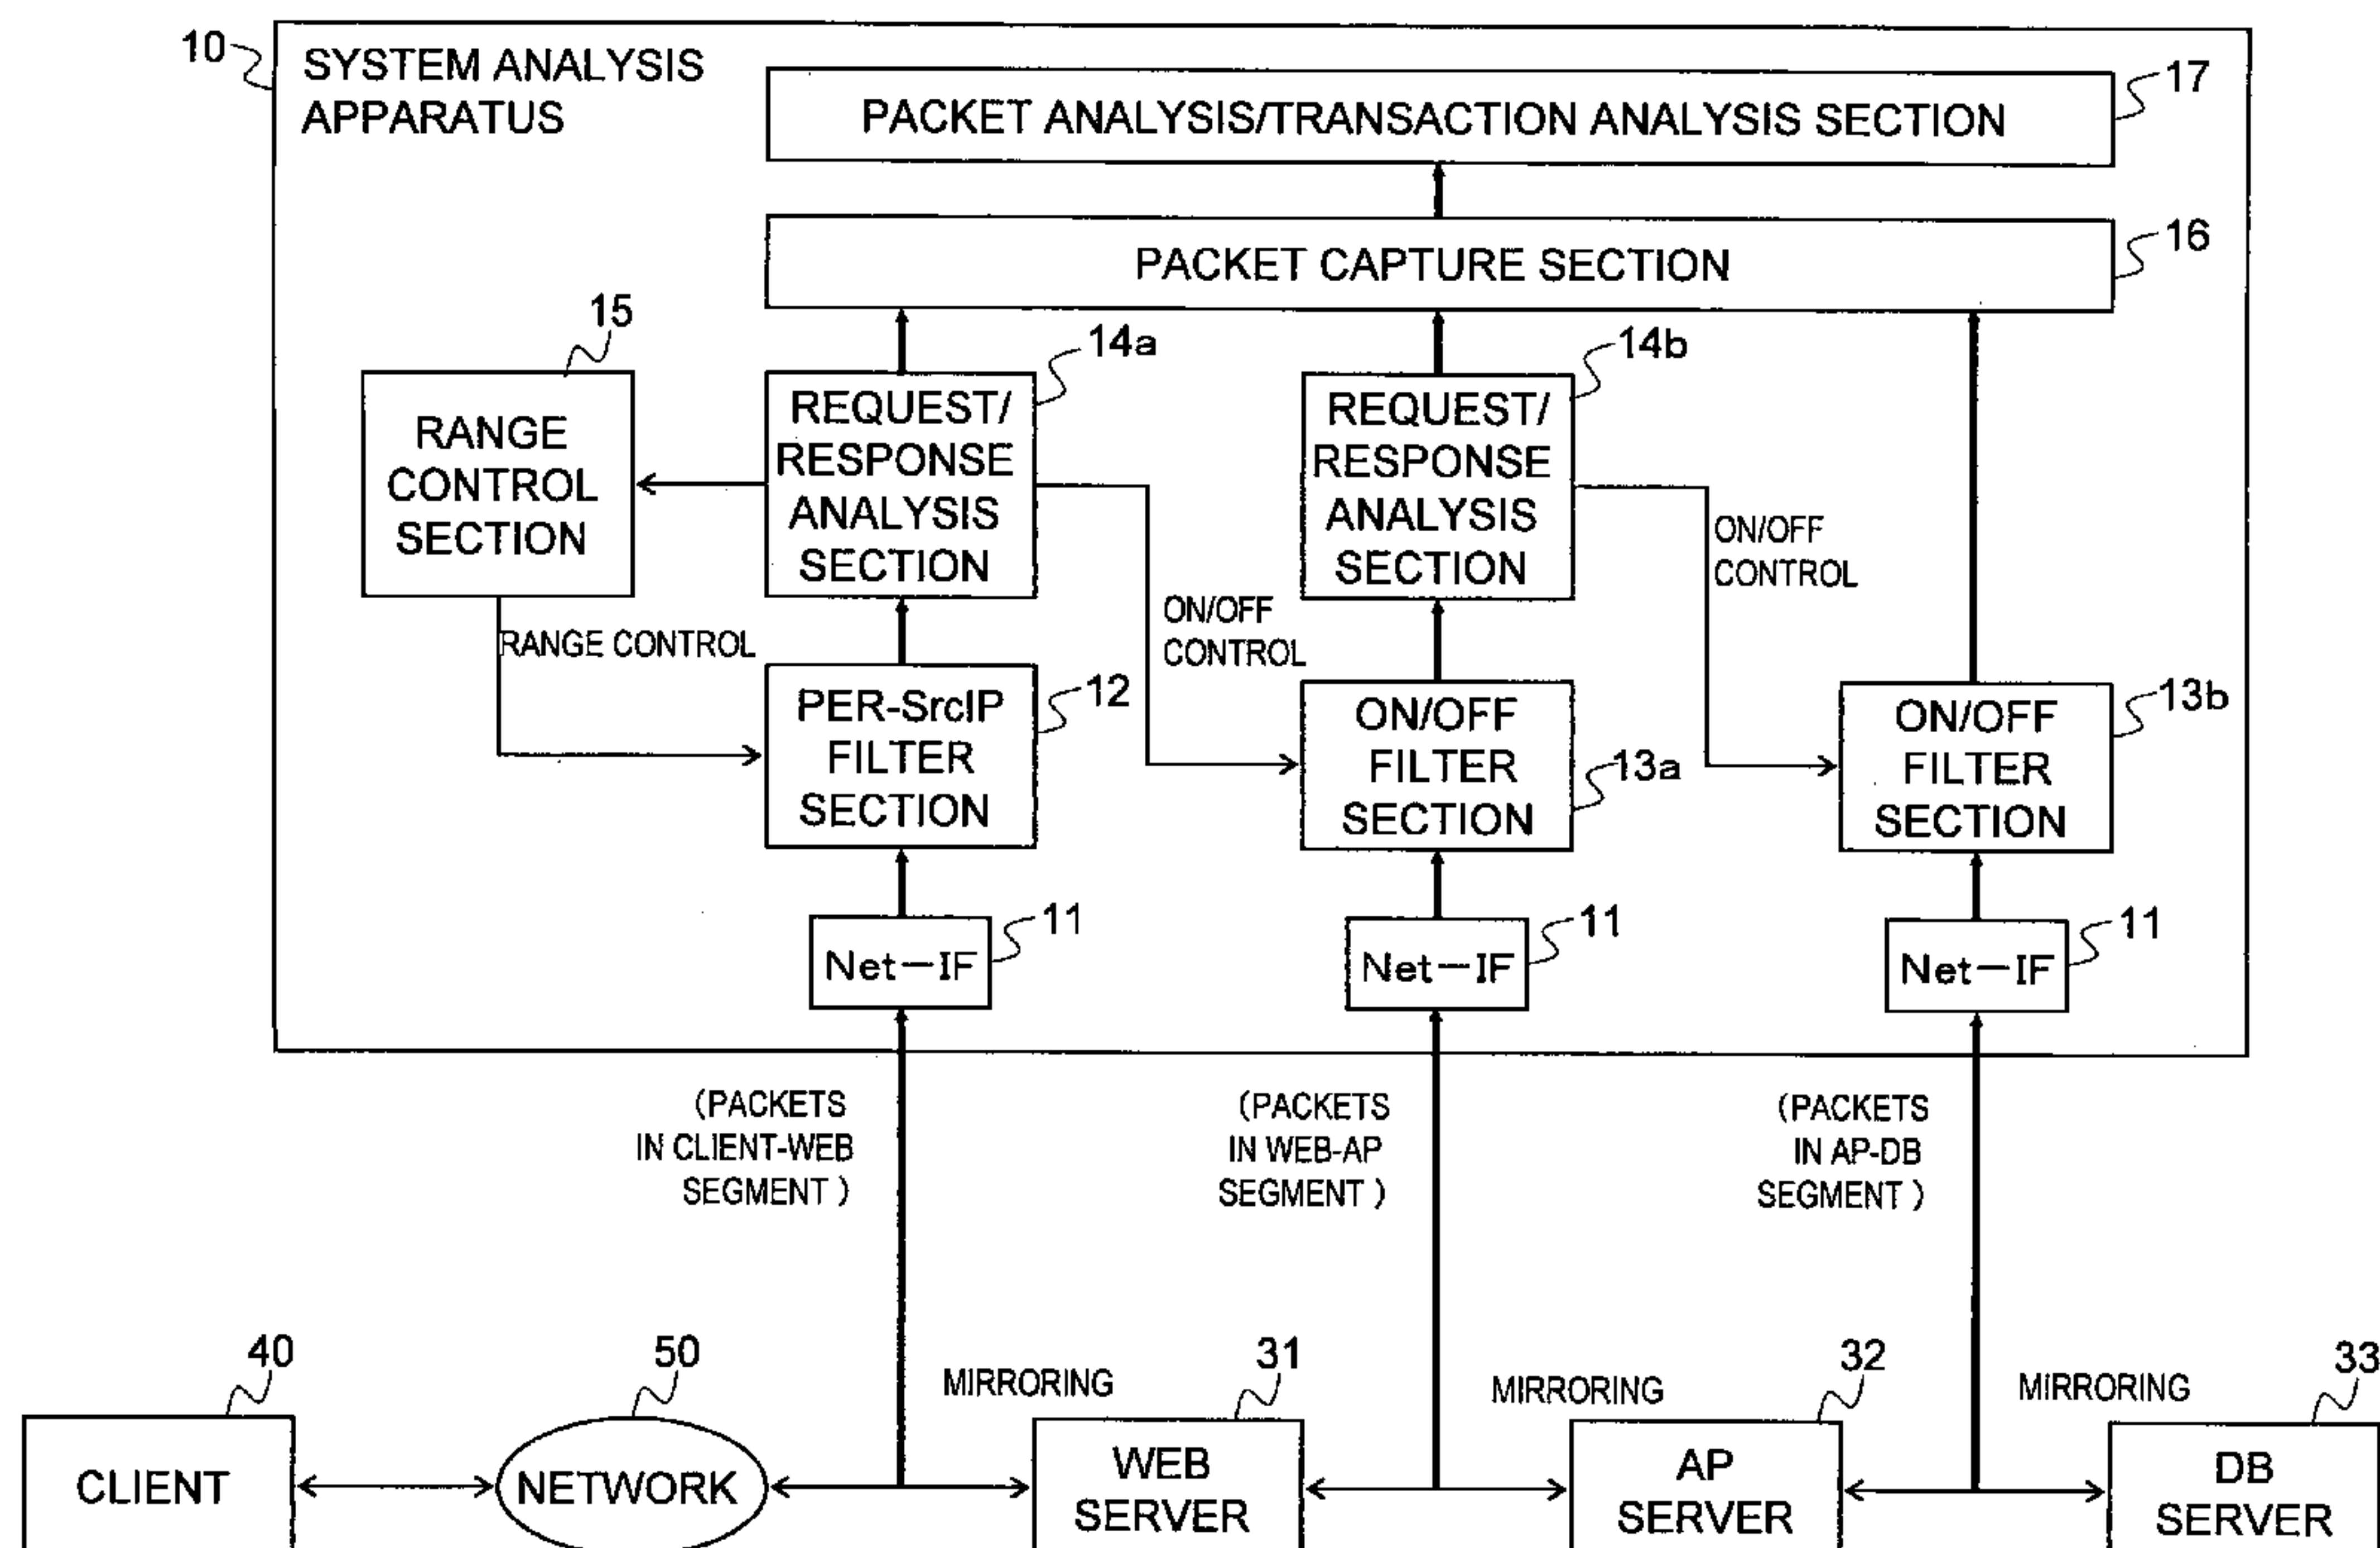 10
SYSTEM ANALYSIS
APPARATUS
17
PACKET ANALYSIS/TRANSACTION ANALYSIS SECTION
16
PACKET CAPTURE SECTION
15
RANGE
CONTROL
SECTION
14a
REQUEST/
RESPONSE
ANALYSIS
SECTION
14b
REQUEST/
RESPONSE
ANALYSIS
SECTION
ON/OFF
CONTROL
ON/OFF
CONTROL
RANGE CONTROL
12
PER-SrcIP
FILTER
SECTION
13a
ON/OFF
FILTER
SECTION
13b
ON/OFF
FILTER
SECTION
11
Net-IF
11
Net-IF
11
Net-IF
(PACKETS
IN CLIENT-WEB
SEGMENT )
(PACKETS
IN WEB-AP
SEGMENT )
(PACKETS
IN AP-DB
SEGMENT )
40
CLIENT
50
NETWORK
MIRRORING
31
WEB
SERVER
MIRRORING
32
AP
SERVER
MIRRORING
33
DB
SERVER